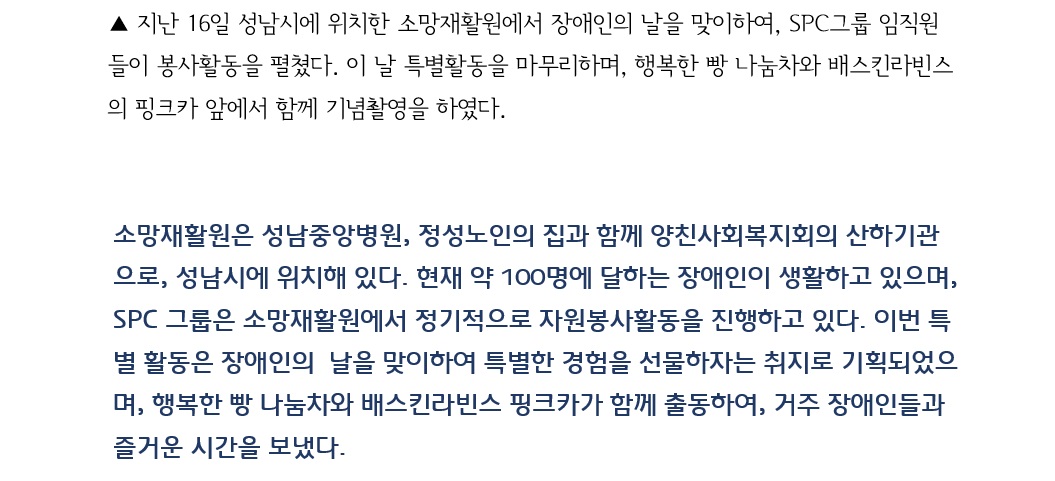 ▲ 지난 16일 성남시에 위치한 소망재활원에서 장애인의 날을 맞이하여, SPC그룹 임직원
들이 봉사활동을 펼쳤다. 이 날 특별활동을 마무리하며, 행복한 빵 나눔차와 배스킨라빈스
의 핑크카 앞에서 함께 기념촬영을 하였다.
소망재활원은 성남중앙병원, 정성노인의 집과 함께 양친사회복지회의 산하기관
으로, 성남시에 위치해 있다. 현재 약 100명에 달하는 장애인이 생활하고 있으며,
SPC 그룹은 소망재활원에서 정기적으로 자원봉사활동을 진행하고 있다. 이번 특
별 활동은 장애인의  날을 맞이하여 특별한 경험을 선물하자는 취지로 기획되었으
며, 행복한 빵 나눔차와 배스킨라빈스 핑크카가 함께 출동하여, 거주 장애인들과
즐거운 시간을 보냈다.